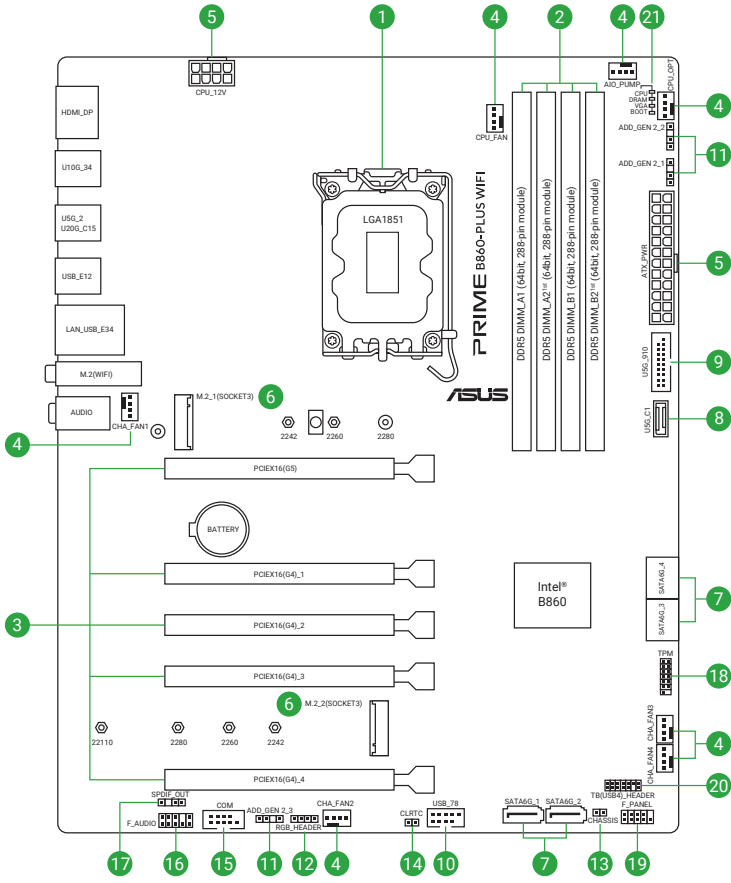 5
1
4
2
4
21
CPU_12V
AIO_PUMP
CPU_OPT
CPU
DRAM
VGA
BOOT
4
HDMI_DP
CPU_FAN
ADD_GEN 2_2
11
ADD_GEN 2_1
U10G_34
LGA1851
U5G_2
U20G_C15
USB_E12
LAN_USB_E34
PRIME B860-PLUS WIFI
DDR5 DIMM_A1 (64bit, 288-pin module)
DDR5 DIMM_A2¹ˢᵗ (64bit, 288-pin module)
DDR5 DIMM_B1 (64bit, 288-pin module)
DDR5 DIMM_B2¹ˢᵗ (64bit, 288-pin module)
ATX_PWR
5
U5G_910
9
M.2(WIFI)
ASUS
AUDIO
CHA_FAN1
4
M.2_1(SOCKET3)
6
2242
2260
2280
U5G_C1
8
PCIEX16(G5)
BATTERY
PCIEX16(G4)_1
Intel®
B860
SATA6G_4
SATA6G_3
7
3
PCIEX16(G4)_2
TPM
18
PCIEX16(G4)_3
6
M.2_2(SOCKET3)
22110
2280
2260
2242
CHA_FAN3
CHA_FAN4
4
PCIEX16(G4)_4
20
TB(USB4)_HEADER
SPDIF_OUT
17
F_AUDIO
COM
ADD_GEN 2_3
RGB_HEADER
CHA_FAN2
CLRTC
USB_78
SATA6G_1
SATA6G_2
CHASSIS
F_PANEL
16
15
11
12
4
14
10
7
13
19